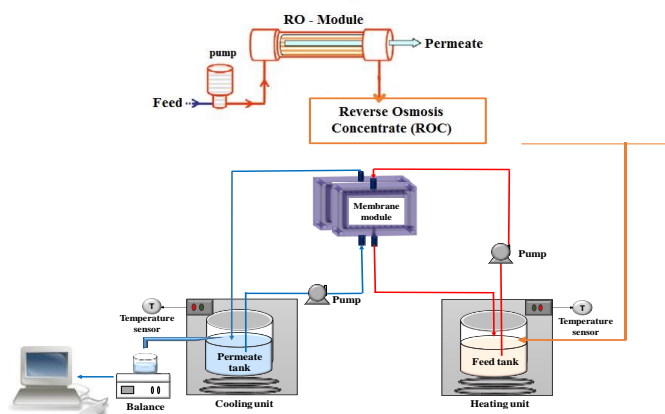 RO - Module
pump
Permeate
Feed
Reverse Osmosis
Concentrate (ROC)
Membrane
module
Pump
Pump
T
Temperature
sensor
T
Temperature
sensor
Permeate
tank
Feed tank
Balance
Cooling unit
Heating unit